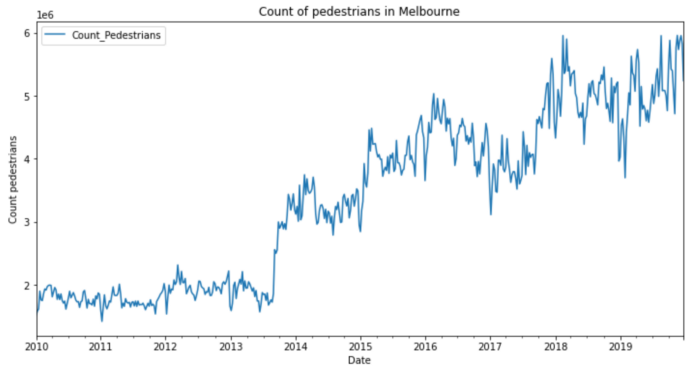 Count of pedestrians in Melbourne
1e6
Count_Pedestrians
6
5
4
3
2
Count pedestrians
2010 2011 2012 2013 2014 2015 2016 2017 2018 2019
Date